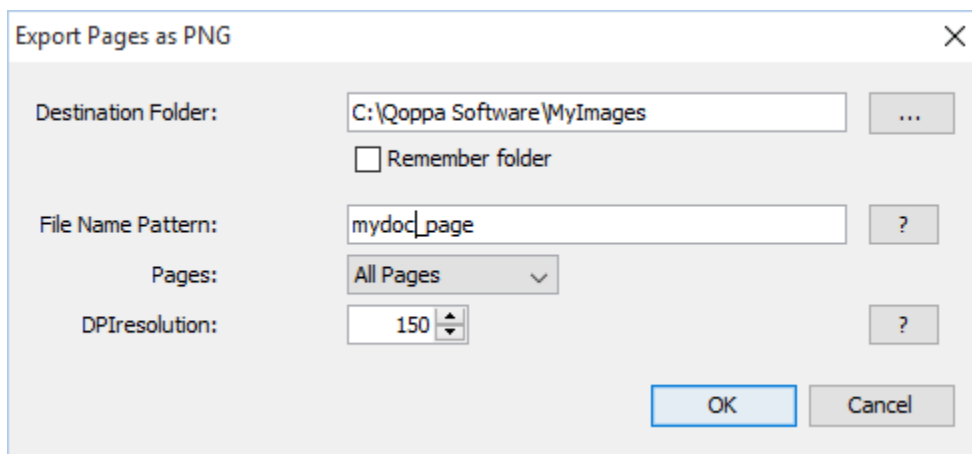 Export Pages as PNG
Destination Folder: C:\Qoppa Software\MyImages ...
Remember folder
File Name Pattern: mydoc_page ?
Pages: All Pages
DPIresolution: 150 ?
OK Cancel